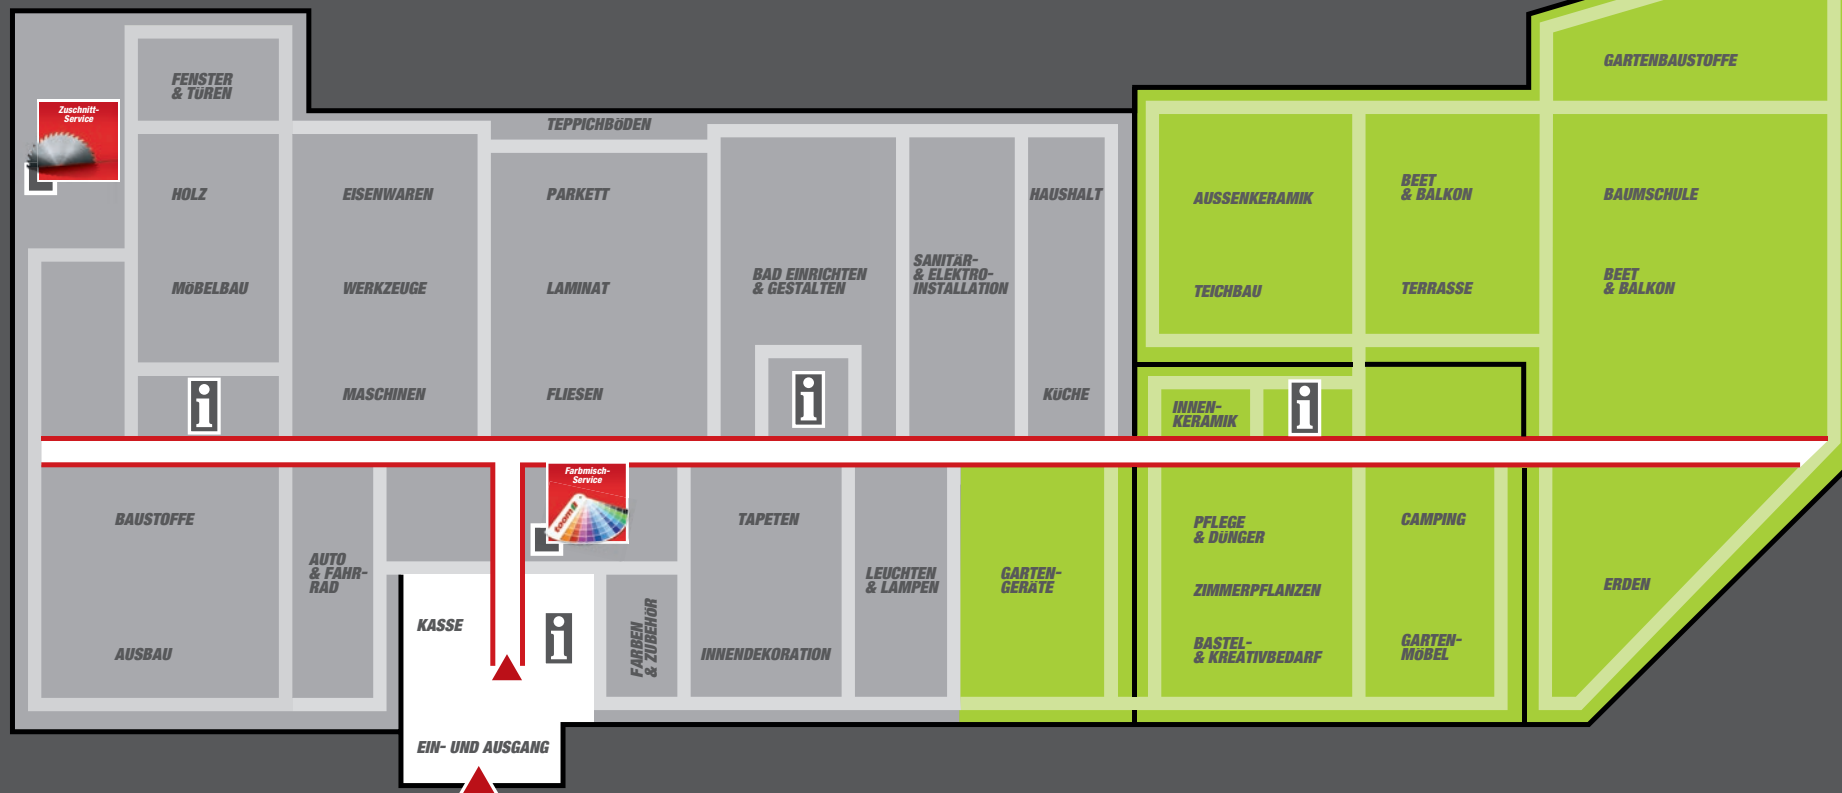 FENSTER
& TÜREN
Zuschnitt-
Service
HOLZ
MÖBELBAU
EISENWAREN
WERKZEUGE
MASCHINEN
TEPPICHBÖDEN
PARKETT
LAMINAT
FLIESEN
BAD EINRICHTEN
& GESTALTEN
SANITÄR-
& ELEKTRO-
INSTALLATION
HAUSHALT
KÜCHE
AUSSENKERAMIK
TEICHBAU
BEET
& BALKON
TERRASSE
GARTENBAUSTOFFE
BAUMSCHULE
BEET
& BALKON
i
i
INNEN-
KERAMIK
i
BAUSTOFFE
AUSBAU
AUTO
& FAHR-
RAD
KASSE
EIN- UND AUSGANG
Farbmisch-
Service
toom
i
FARBEN
& ZUBEHÖR
TAPETEN
INNENDEKORATION
LEUCHTEN
& LAMPEN
GARTEN-
GERÄTE
PFLEGE
& DÜNGER
ZIMMERPFLANZEN
BASTEL-
& KREATIVBEDARF
CAMPING
GARTEN-
MÖBEL
ERDEN